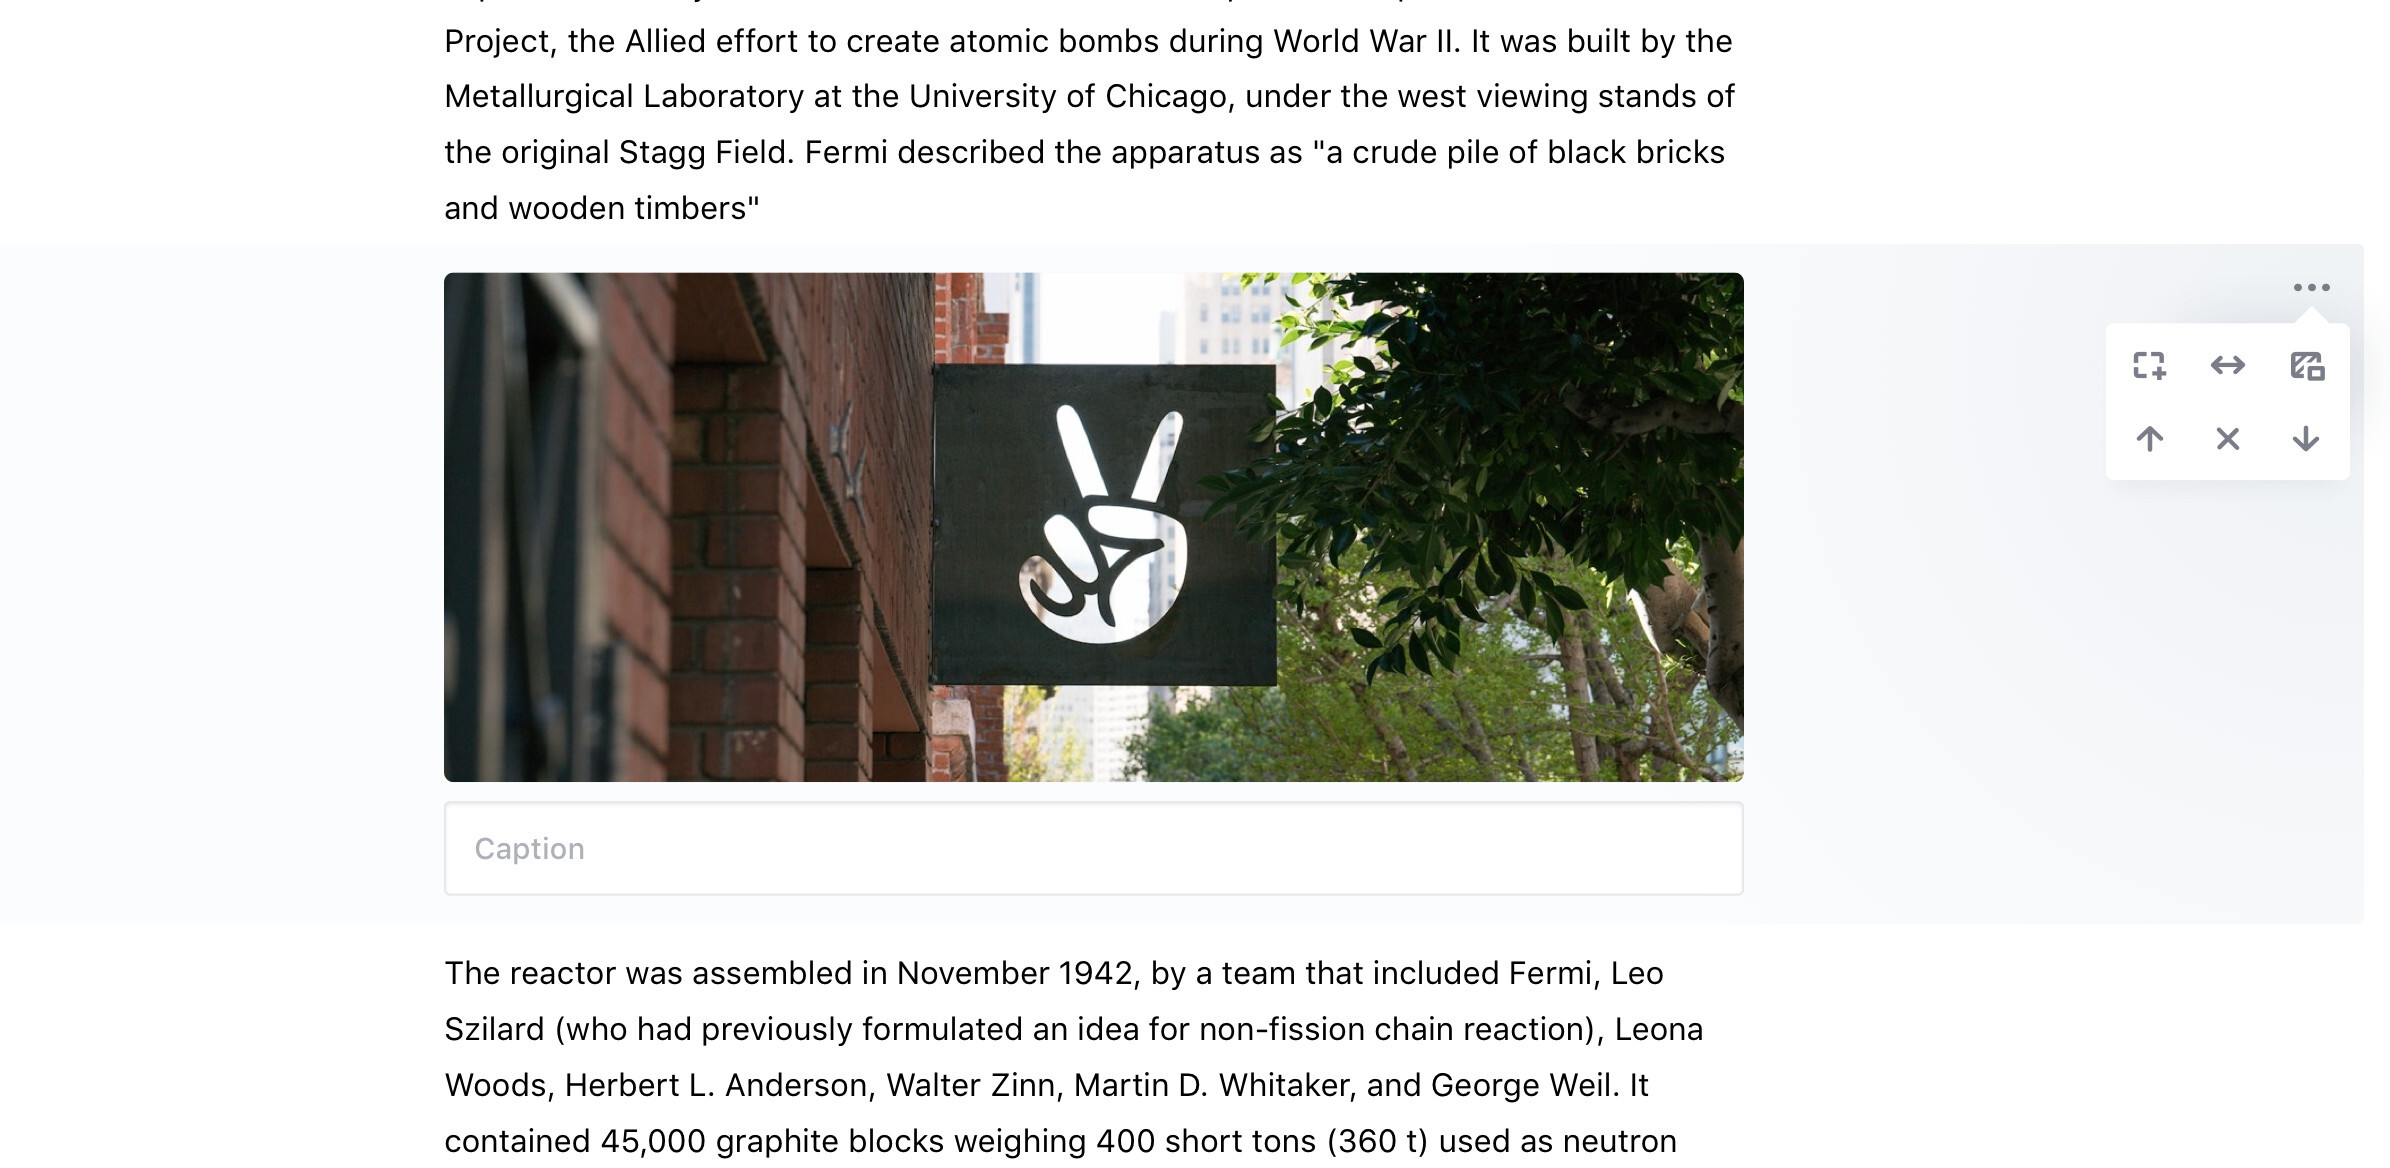 Project, the Allied effort to create atomic bombs during World War II. It was built by the
Metallurgical Laboratory at the University of Chicago, under the west viewing stands of
the original Stagg Field. Fermi described the apparatus as "a crude pile of black bricks
and wooden timbers"
Caption
The reactor was assembled in November 1942, by a team that included Fermi, Leo
Szilard (who had previously formulated an idea for non-fission chain reaction), Leona
Woods, Herbert L. Anderson, Walter Zinn, Martin D. Whitaker, and George Weil. It
contained 45,000 graphite blocks weighing 400 short tons (360 t) used as neutron